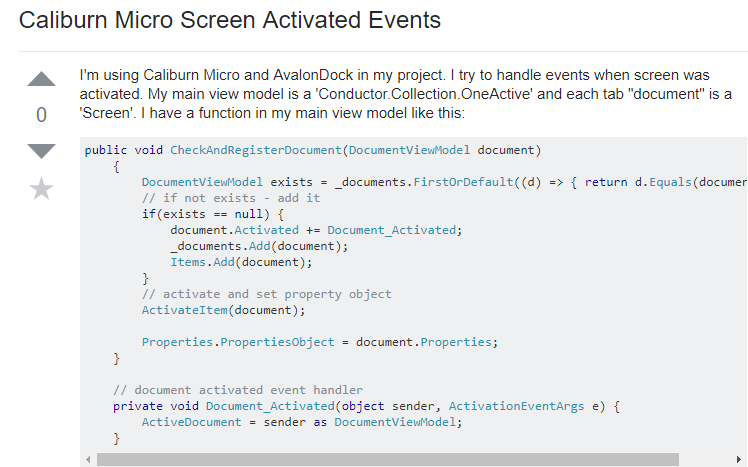 Caliburn Micro Screen Activated Events
I'm using Caliburn Micro and AvalonDock in my project. I try to handle events when screen was
activated. My main view model is a 'Conductor.Collection.OneActive' and each tab "document" is a
0
'Screen'. I have a function in my main view model like this:
public void CheckAndRegisterDocument(DocumentViewModel document)
{
DocumentViewModel exists = _documents.FirstOrDefault((d) => { return d.Equals(documen
// if not exists - add it
if(exists == null) {
document.Activated += Document_Activated;
_documents.Add(document);
Items.Add(document);
}
// activate and set property object
ActivateItem(document);
Properties.PropertiesObject = document.Properties;
}
// document activated event handler
private void Document_Activated(object sender, ActivationEventArgs e) {
ActiveDocument = sender as DocumentViewModel;
}